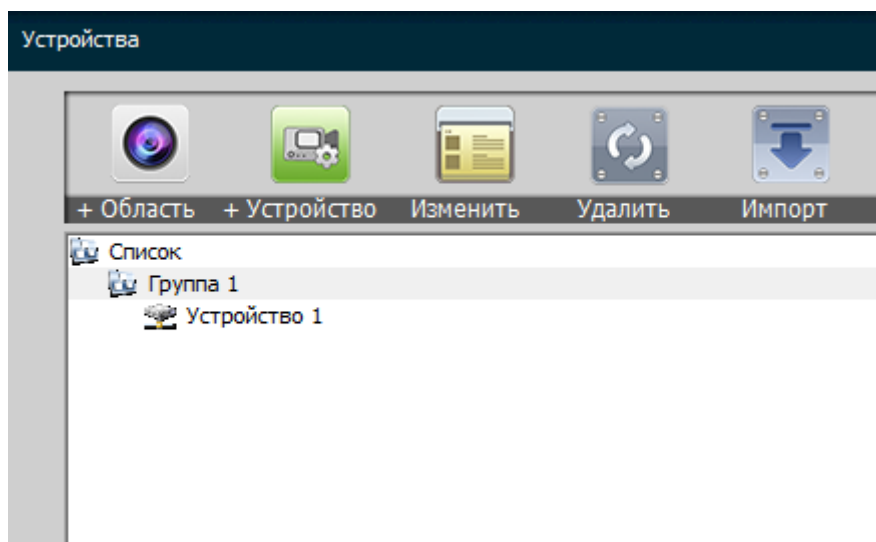 Устройства
+ Область + Устройство Изменить Удалить Импорт
Список
Группа 1
Устройство 1